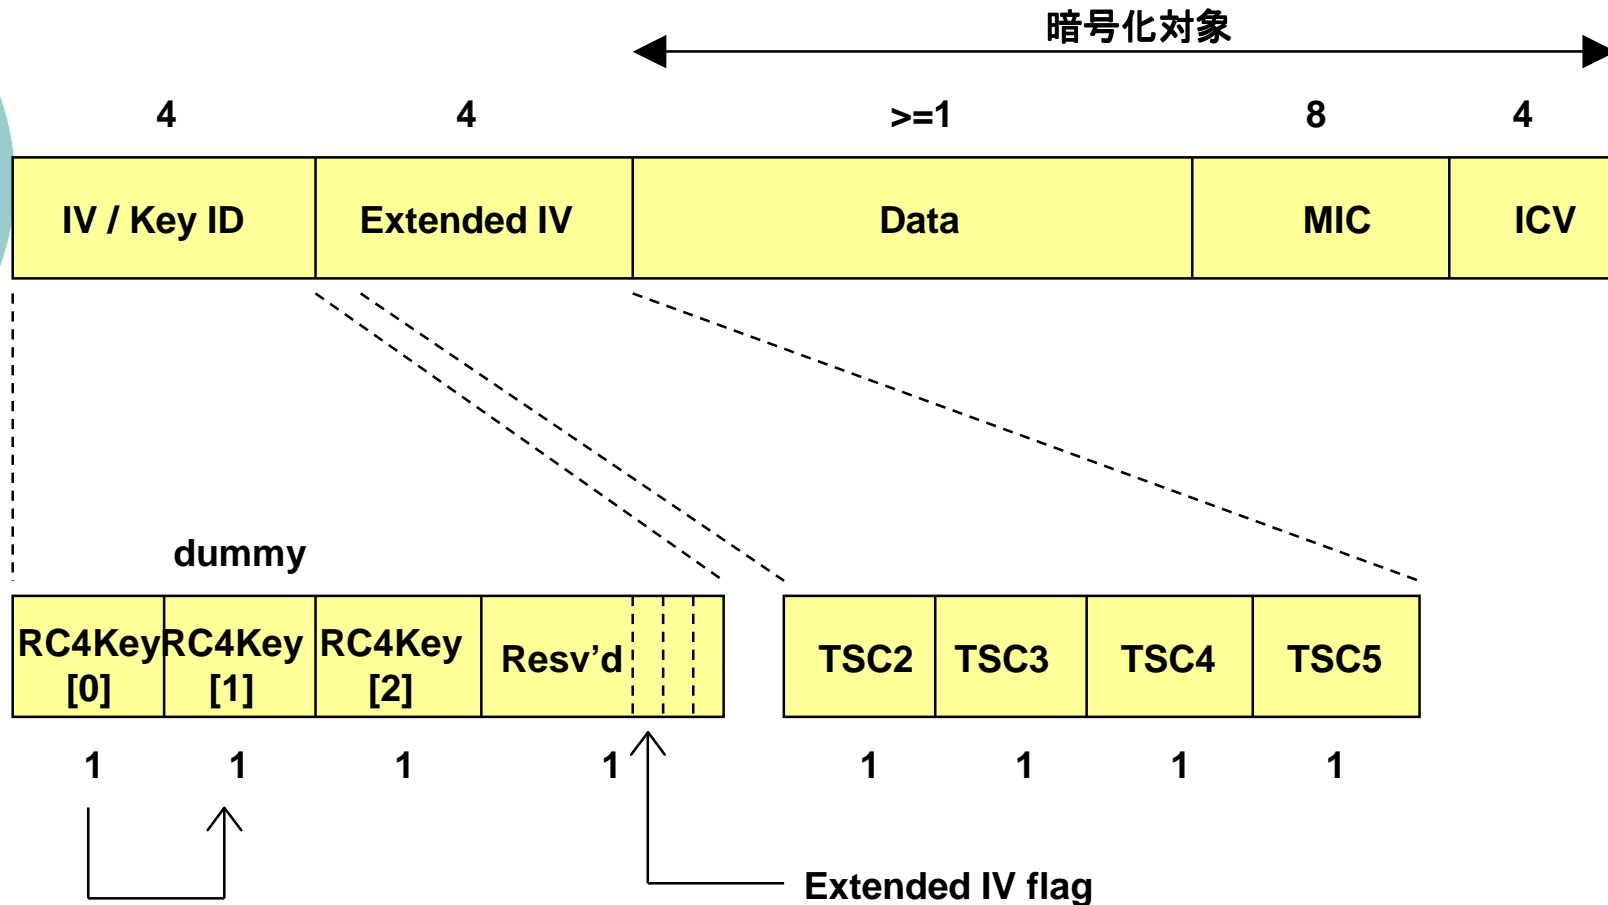 暗号化対象
4 4 >=1 8 4
IV / Key ID Extended IV Data MIC ICV
dummy
RC4Key [0] RC4Key [1] RC4Key [2] Resv’d TSC2 TSC3 TSC4 TSC5
1 1 1 1 1 1 1 1
Extended IV flag